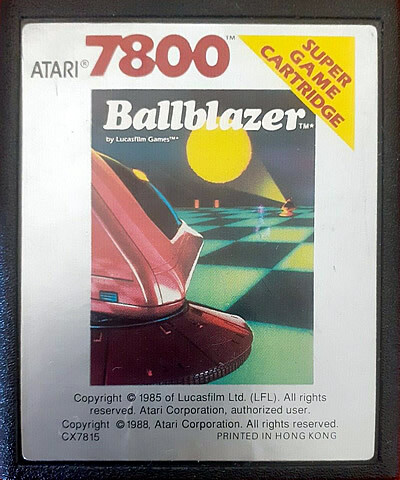 ATARI® 7800™
SUPER
GAME
CARTRIDGE
Ballblazer™*
by Lucasfilm Games™*
Copyright © 1985 of Lucasfilm Ltd. (LFL). All rights
reserved. Atari Corporation, authorized user.
Copyright © 1988, Atari Corporation. All rights reserved.
CX7815 PRINTED IN HONG KONG